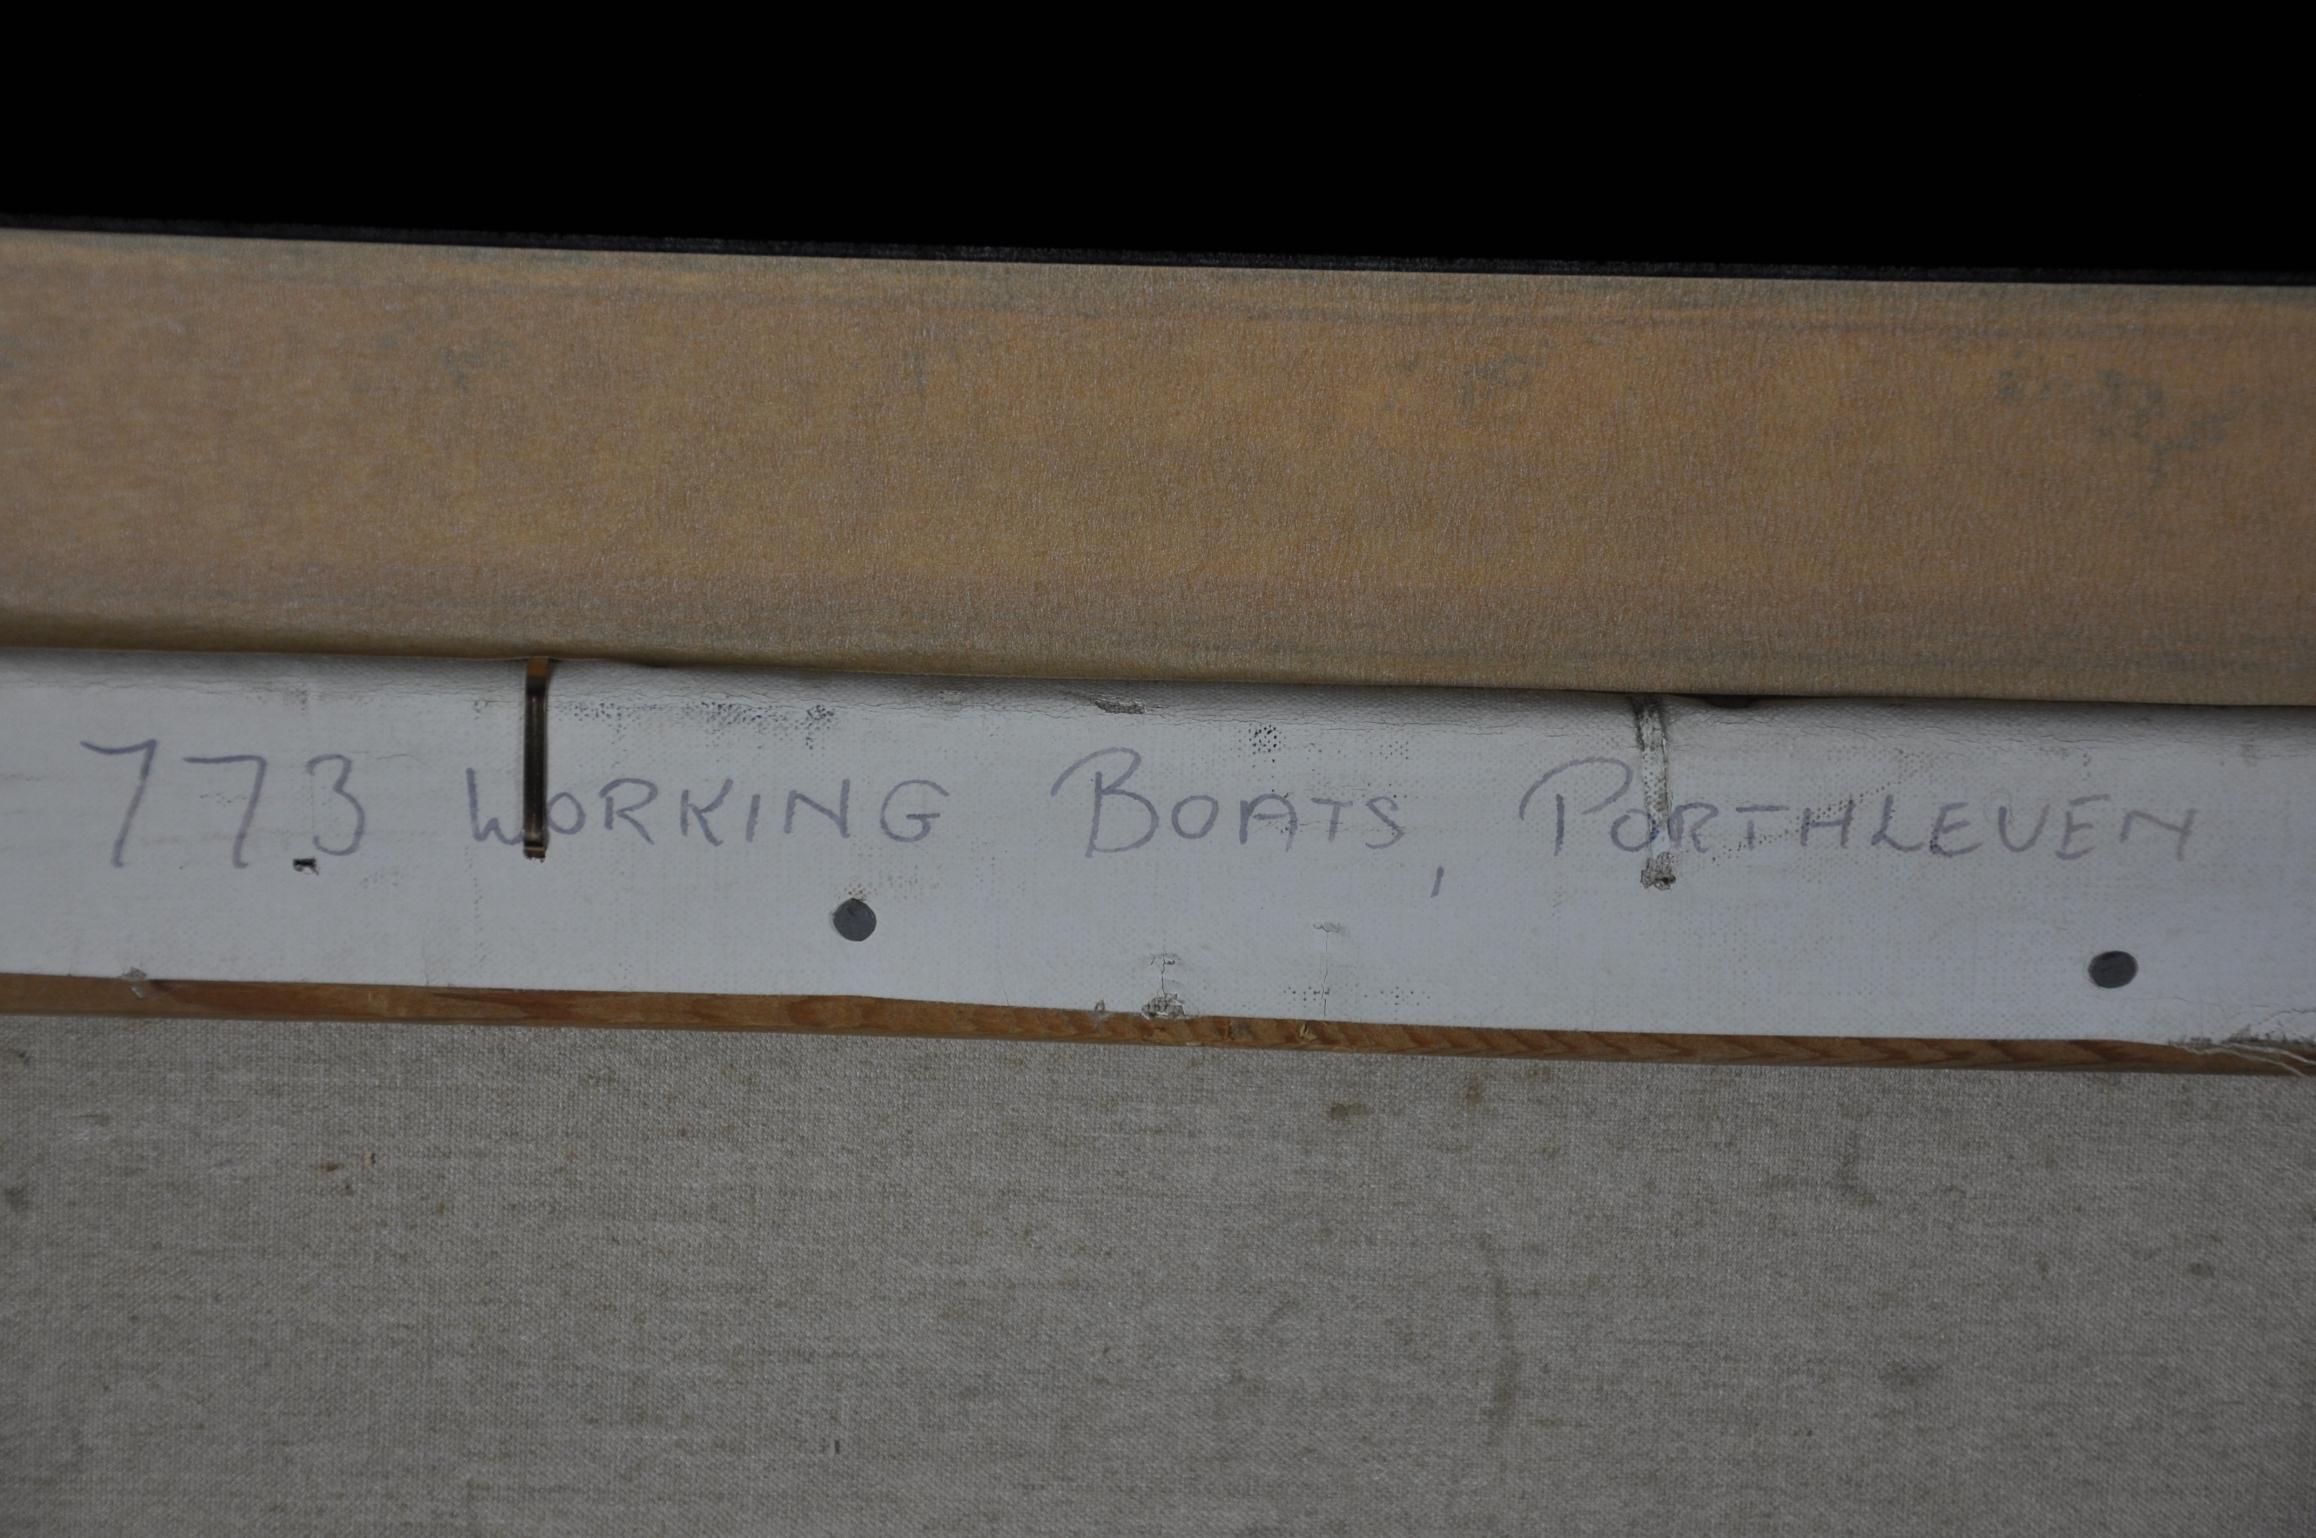 773 WORKING BOATS, PORTHLEVEN